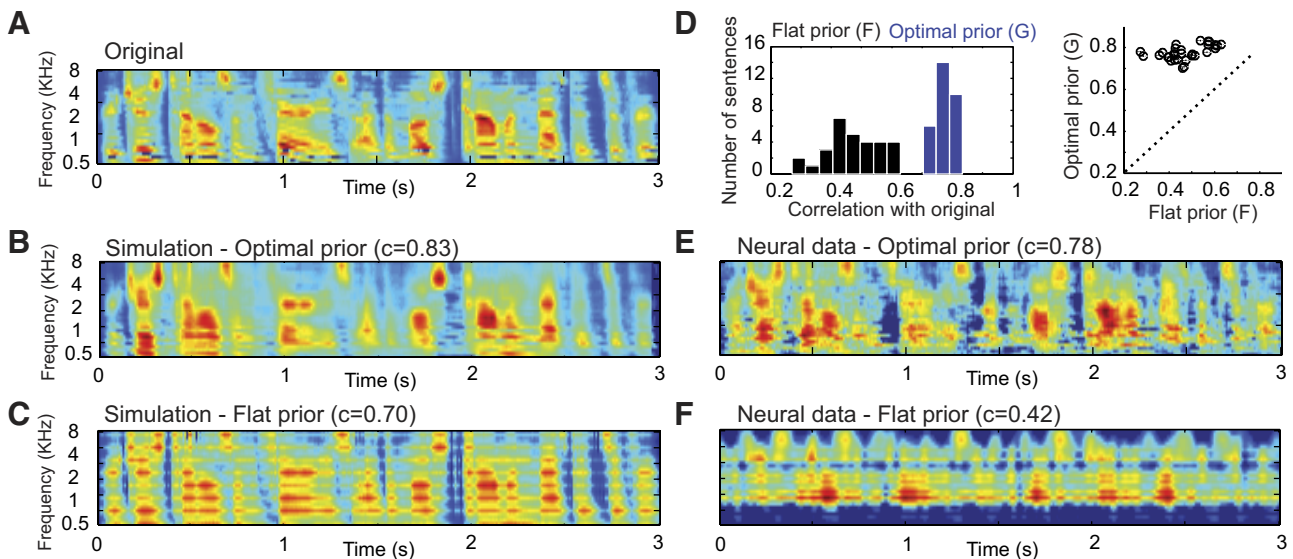 A
Original
Frequency (KHz)
8
4
2
1
0.5
0 1 2 3
Time (s)
B
Simulation - Optimal prior (c=0.83)
Frequency (KHz)
8
4
2
1
0.5
0 1 2 3
Time (s)
C
Simulation - Flat prior (c=0.70)
Frequency (KHz)
8
4
2
1
0.5
0 1 2 3
Time (s)
D
Flat prior (F) Optimal prior (G)
Number of sentences
16
12
8
4
0
0.2 0.4 0.6 0.8 1
Correlation with original
Optimal prior (G)
0.8
0.6
0.4
0.2
0.2 0.4 0.6 0.8
Flat prior (F)
E
Neural data - Optimal prior (c=0.78)
0 1 2 3
Time (s)
F
Neural data - Flat prior (c=0.42)
0 1 2 3
Time (s)